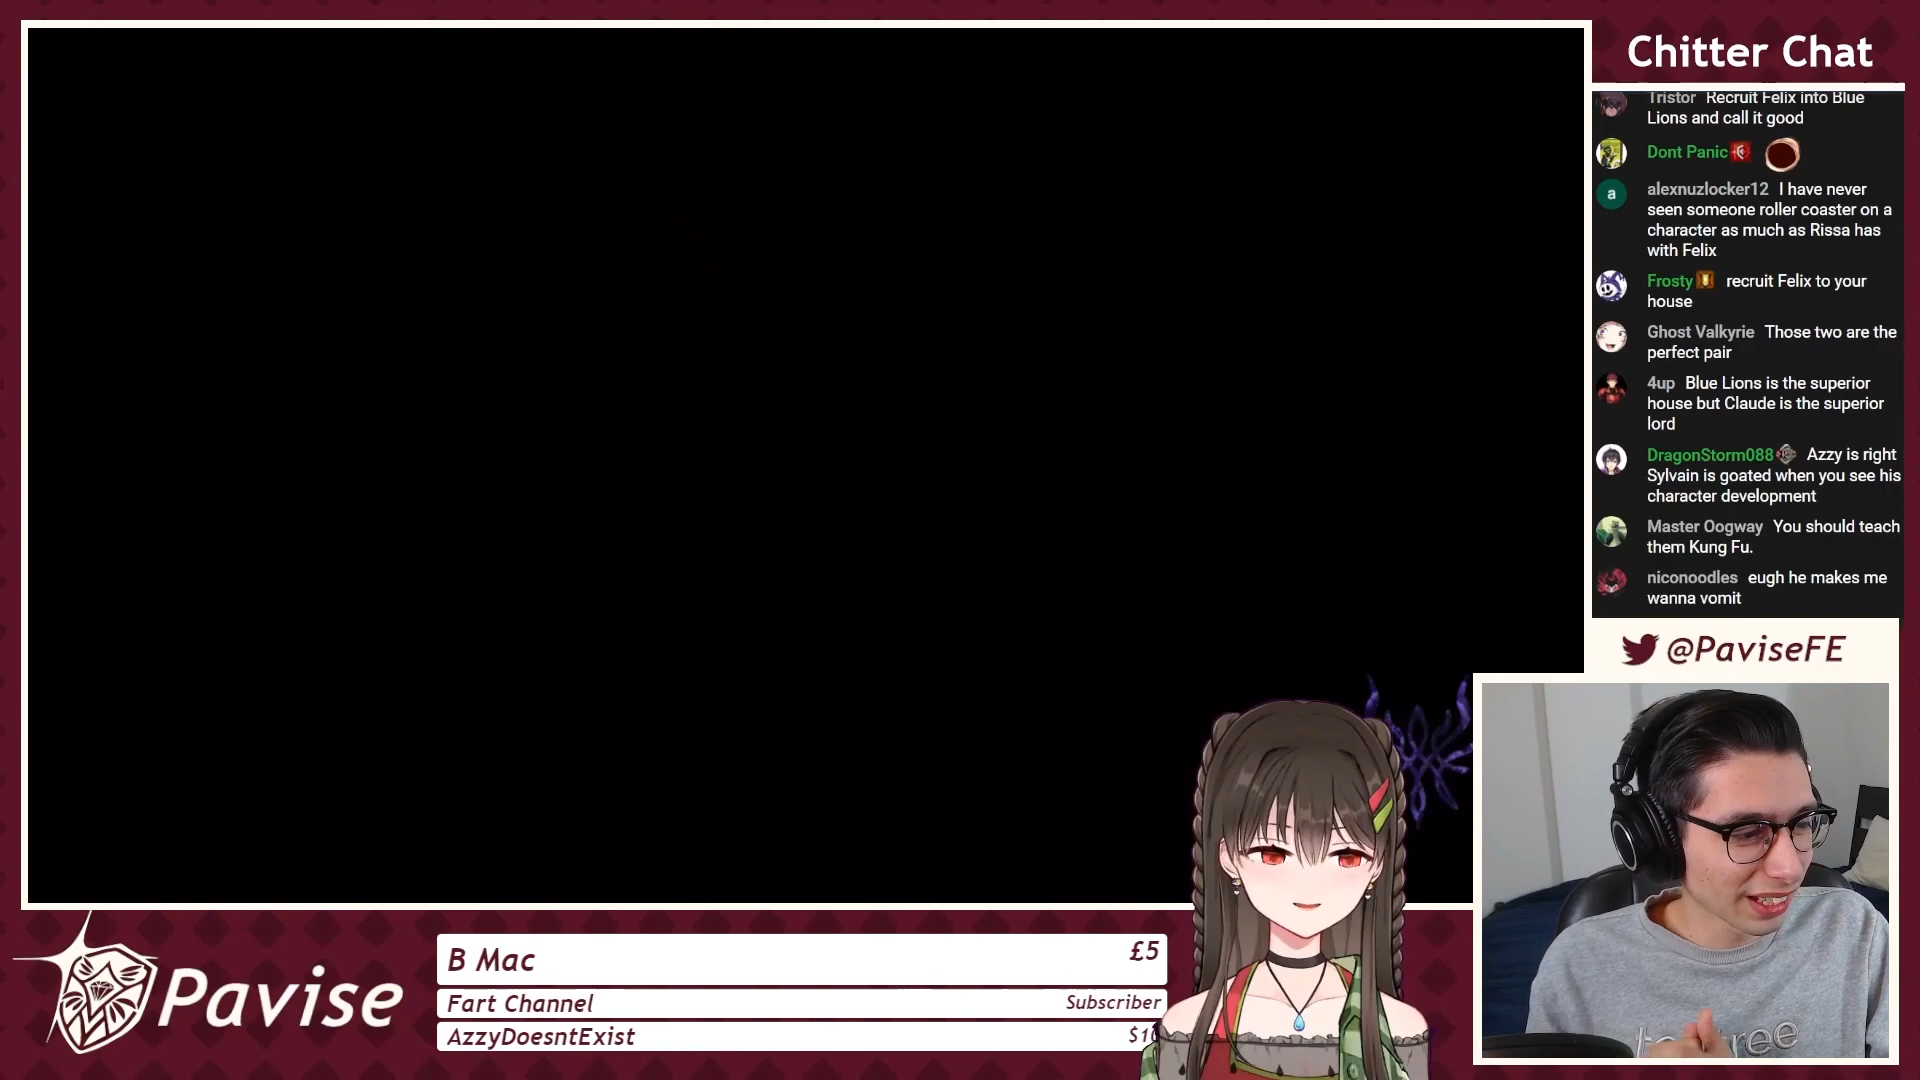 Chitter Chat
Tristor Recruit Felix into Blue
Lions and call it good
Dont Panic
a
alexnuzlocker12 I have never
seen someone roller coaster on a
character as much as Rissa has
with Felix
Frosty recruit Felix to your
house
Ghost Valkyrie Those two are the
perfect pair
4up Blue Lions is the superior
house but Claude is the superior
lord
DragonStorm088 Azzy is right
Sylvain is goated when you see his
character development
Master Oogway You should teach
them Kung Fu.
niconoodles eugh he makes me
wanna vomit
@PaviseFE
Pavise
B Mac £5
Fart Channel Subscriber
AzzyDoesntExist